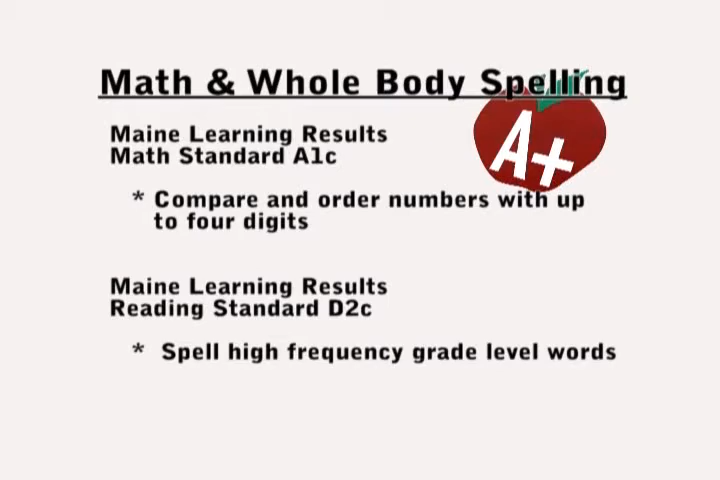 Math & Whole Body Spelling
A+
Maine Learning Results
Math Standard A1c
* Compare and order numbers with up
to four digits
Maine Learning Results
Reading Standard D2c
* Spell high frequency grade level words